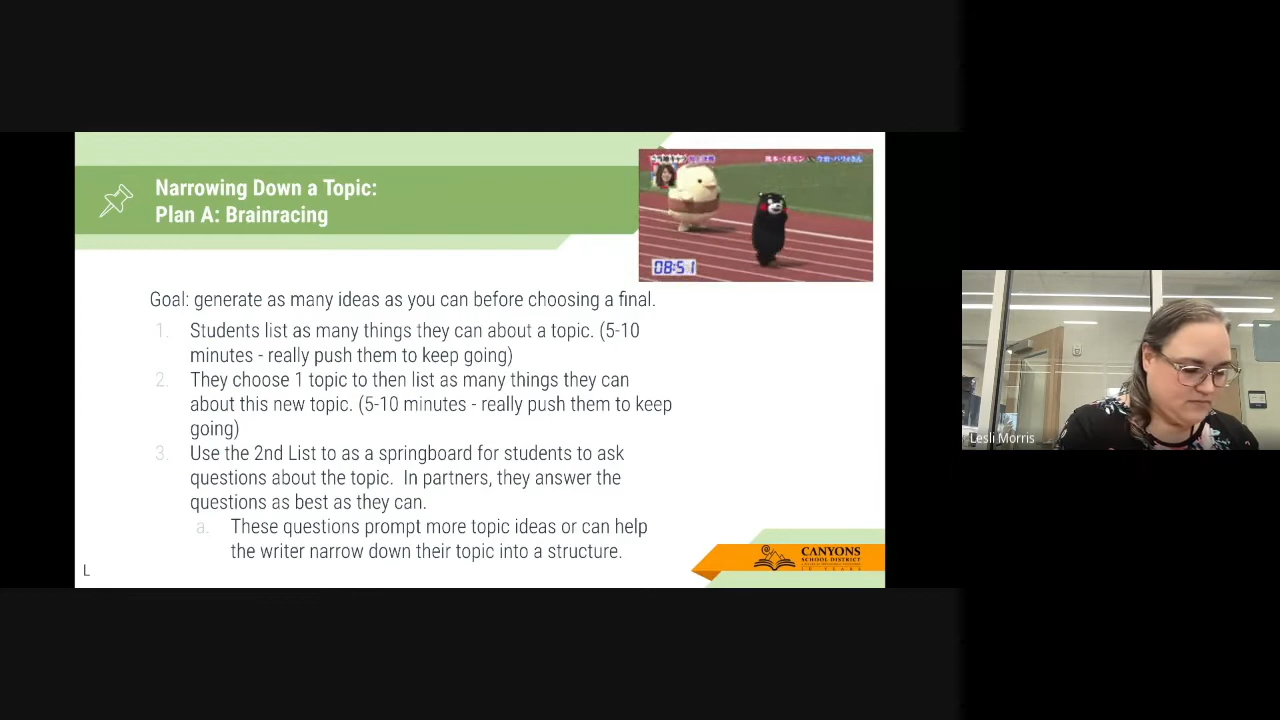 Narrowing Down a Topic:
Plan A: Brainracing
08:51
Goal: generate as many ideas as you can before choosing a final.
1. Students list as many things they can about a topic. (5-10
minutes - really push them to keep going)
2. They choose 1 topic to then list as many things they can
about this new topic. (5-10 minutes - really push them to keep
going)
3. Use the 2nd List to as a springboard for students to ask
questions about the topic. In partners, they answer the
questions as best as they can.
a. These questions prompt more topic ideas or can help
the writer narrow down their topic into a structure.
L
CANYONS
SCHOOL DISTRICT
Lesli Morris